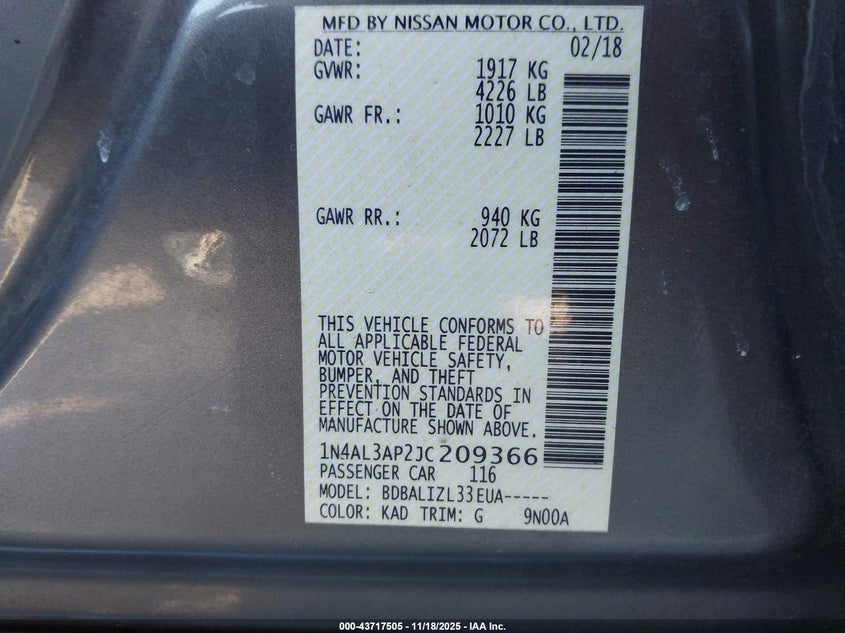 MFD BY NISSAN MOTOR CO., LTD.
DATE: 02/18
GVWR: 1917 KG
4226 LB
GAWR FR.: 1010 KG
2227 LB
GAWR RR.: 940 KG
2072 LB
THIS VEHICLE CONFORMS TO
ALL APPLICABLE FEDERAL
MOTOR VEHICLE SAFETY,
BUMPER, AND THEFT
PREVENTION STANDARDS IN
EFFECT ON THE DATE OF
MANUFACTURE SHOWN ABOVE.
1N4AL3AP2JC209366
PASSENGER CAR 116
MODEL: BDBALIZL33EUA-----
COLOR: KAD TRIM: G 9N00A
000-43717505 - 11/18/2025 - IAA Inc.